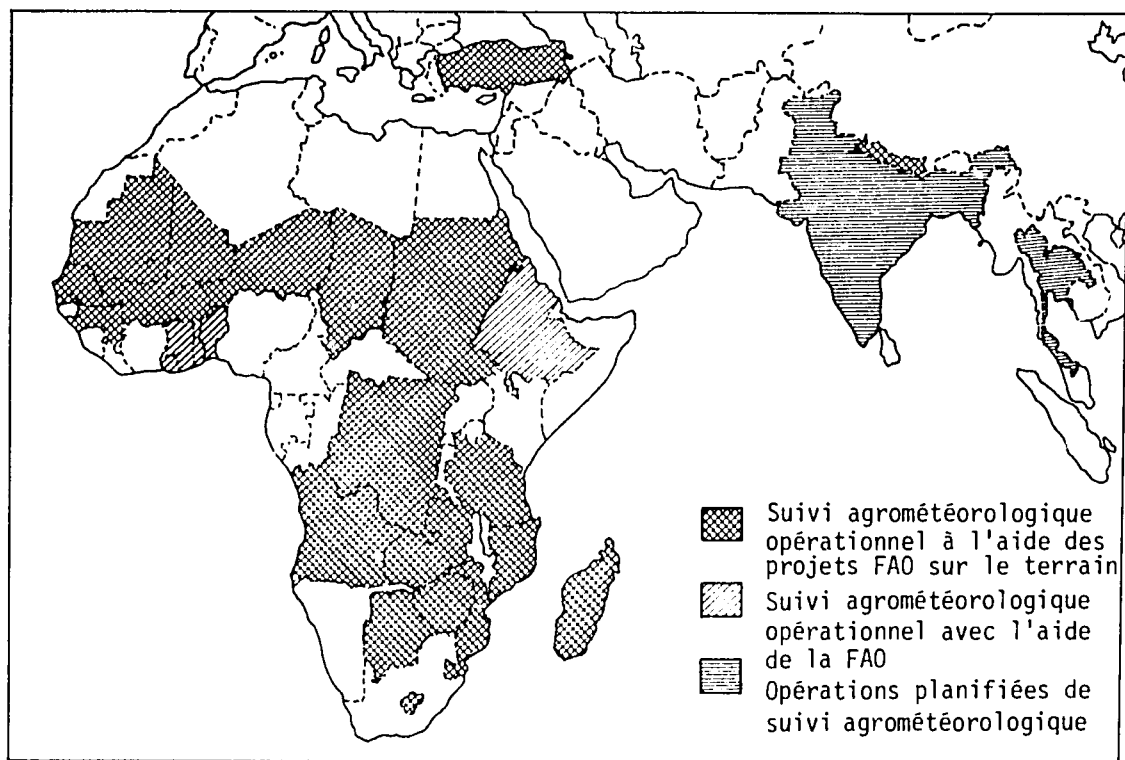 Suivi agrométéorologique
opérationnel à l'aide des
projets FAO sur le terrain
Suivi agrométéorologique
opérationnel avec l'aide
de la FAO
Opérations planifiées de
suivi agrométéorologique